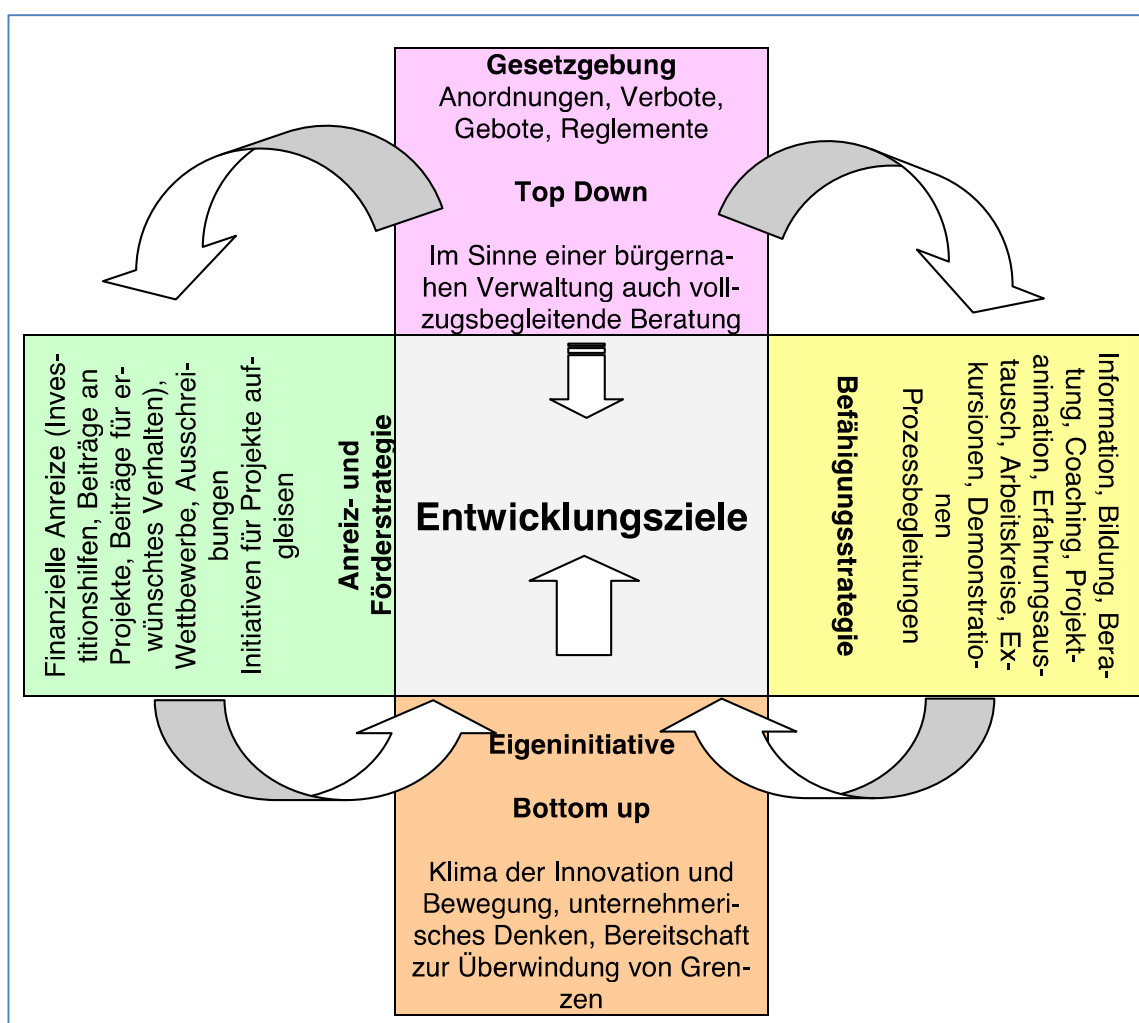 Gesetzgebung
Anordnungen, Verbote,
Gebote, Reglemente
Top Down
Im Sinne einer bürgerna-
hen Verwaltung auch voll-
zugsbegleitende Beratung
Finanzielle Anreize (Inves-
titionshilfen, Beiträge an
Projekte, Beiträge für er-
wünschtes Verhalten),
Wettbewerbe, Ausschrei-
bungen
Initiativen für Projekte auf-
gleisen
Anreiz- und
Förderstrategie
Entwicklungsziele
Befähigungsstrategie
Information, Bildung, Bera-
tung, Coaching, Projekt-
animation, Erfahrungsaus-
tausch, Arbeitskreise, Ex-
kursionen, Demonstratio-
nen
Prozessbegleitungen
Eigeninitiative
Bottom up
Klima der Innovation und
Bewegung, unternehmeri-
sches Denken, Bereitschaft
zur Überwindung von Gren-
zen